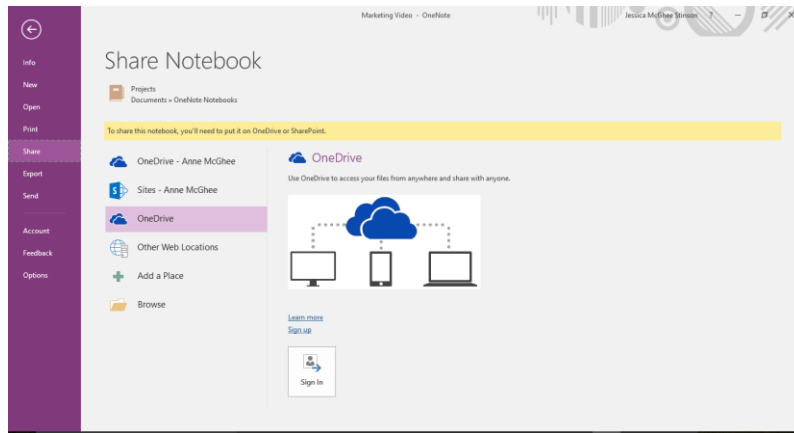 Marketing Video - OneNote
Jessica McGhee Stinson ? – X
Info
New
Open
Print
Share
Export
Send
Account
Feedback
Options
Share Notebook
Projects
Documents » OneNote Notebooks
To share this notebook, you'll need to put it on OneDrive or SharePoint.
OneDrive - Anne McGhee
Sites - Anne McGhee
OneDrive
Other Web Locations
Add a Place
Browse
OneDrive
Use OneDrive to access your files from anywhere and share with anyone.
Learn more
Sign up
Sign In